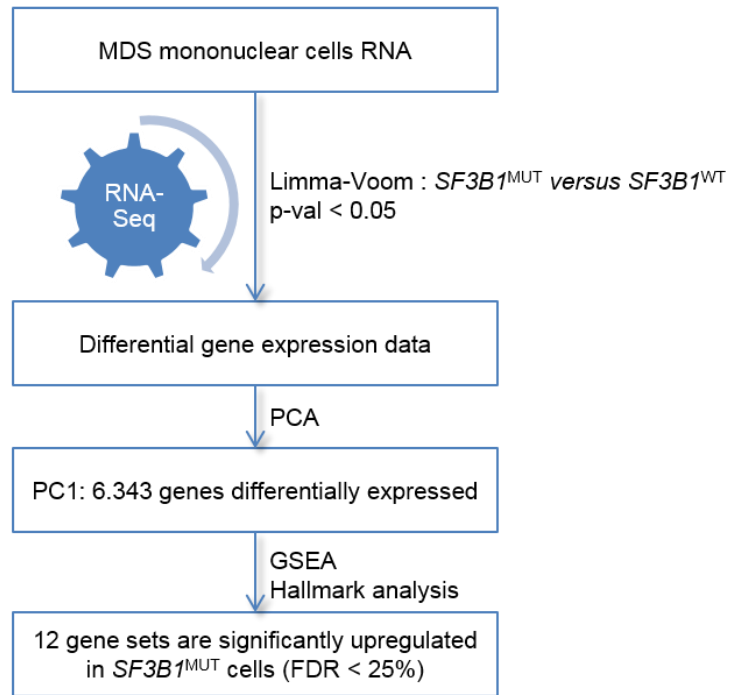 MDS mononuclear cells RNA
RNA-
Seq
Limma-Voom : SF3B1ᴹᵁᵀ versus SF3B1ᵂᵀ
p-val < 0.05
Differential gene expression data
PCA
PC1: 6.343 genes differentially expressed
GSEA
Hallmark analysis
12 gene sets are significantly upregulated
in SF3B1ᴹᵁᵀ cells (FDR < 25%)